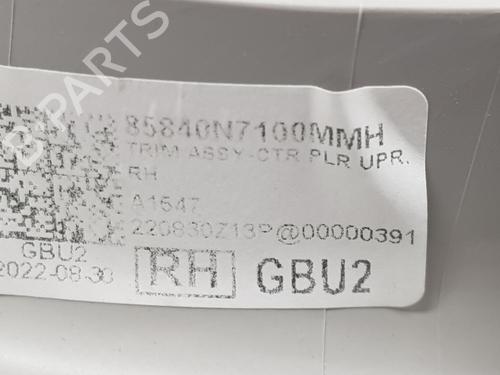 B-PARTS
85840N7100MMH
TRIM ASSY-CTR PLR UPR.
RH
A1547
220830Z13P@00000391
GBU2
2022-08-30
RH
GBU2